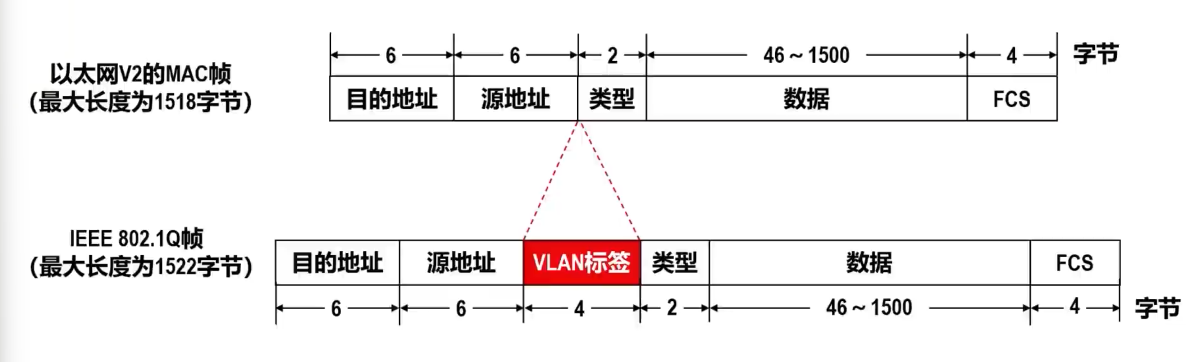 6 6 2 46～1500 4 字节
以太网V2的MAC帧
(最大长度为1518字节)
目的地址 源地址 类型 数据 FCS
IEEE 802.1Q帧
(最大长度为1522字节)
目的地址 源地址 VLAN标签 类型 数据 FCS
6 6 4 2 46～1500 4 字节